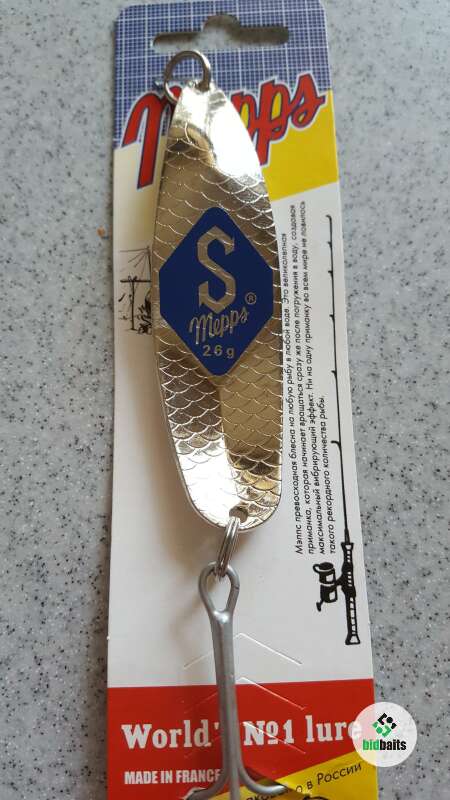 Mepps
S
mepps®
26g
Мэппс превосходная блесна на любую рыбу в любой воде. Это великолепная
приманка, которая начинает вращаться сразу же после погружения в воду, создавая
максимальный вибрирующий эффект. Ни на одну приманку во всем мире не ловилось
такого рекордного количества рыбы.
World' №1 lure
MADE IN FRANCE
о в России
bidbaits